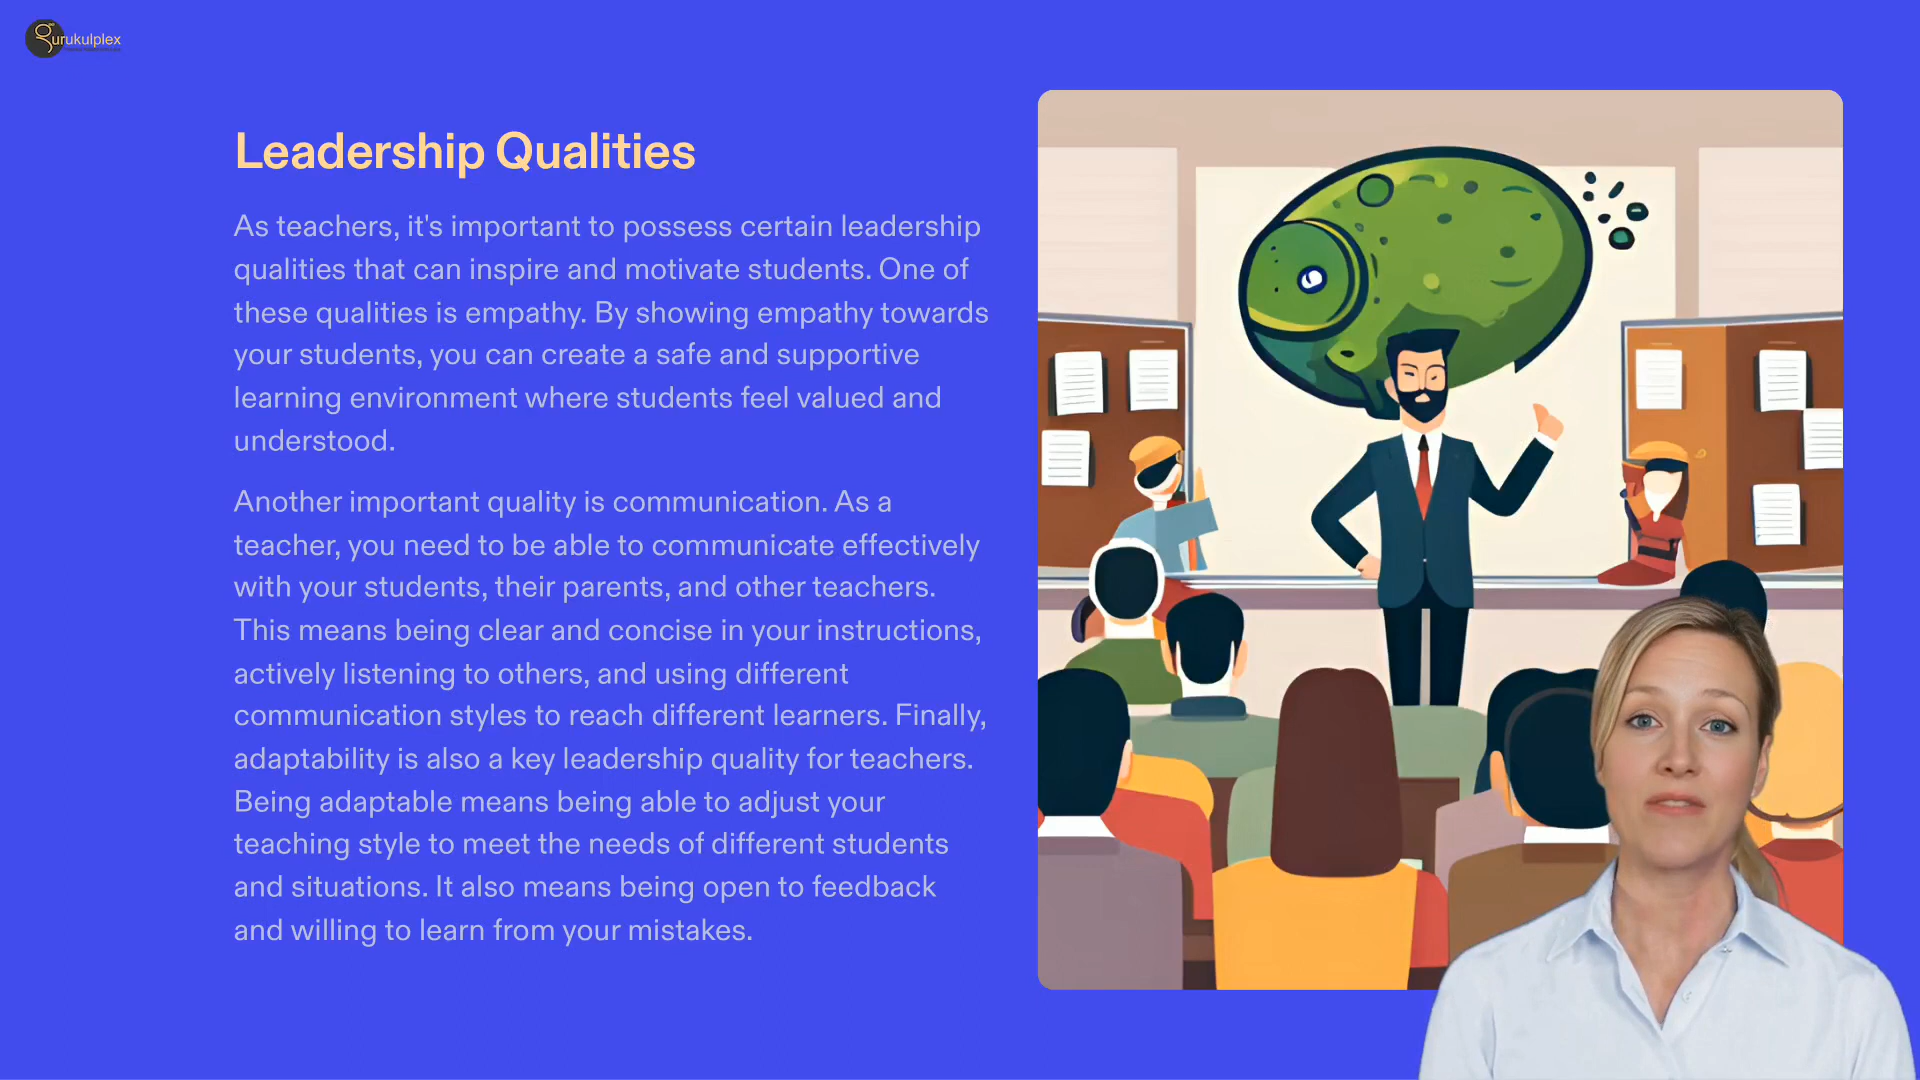 gurukulplex
Leadership Qualities
As teachers, it's important to possess certain leadership
qualities that can inspire and motivate students. One of
these qualities is empathy. By showing empathy towards
your students, you can create a safe and supportive
learning environment where students feel valued and
understood.
Another important quality is communication. As a
teacher, you need to be able to communicate effectively
with your students, their parents, and other teachers.
This means being clear and concise in your instructions,
actively listening to others, and using different
communication styles to reach different learners. Finally,
adaptability is also a key leadership quality for teachers.
Being adaptable means being able to adjust your
teaching style to meet the needs of different students
and situations. It also means being open to feedback
and willing to learn from your mistakes.